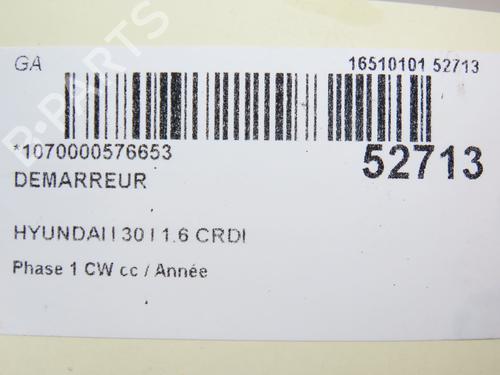 GA
16510101 52713
B-PARTS
*1070000576653
52713
DEMARREUR
HYUNDAI I 30 I 1.6 CRDI
Phase 1 CW cc / Année